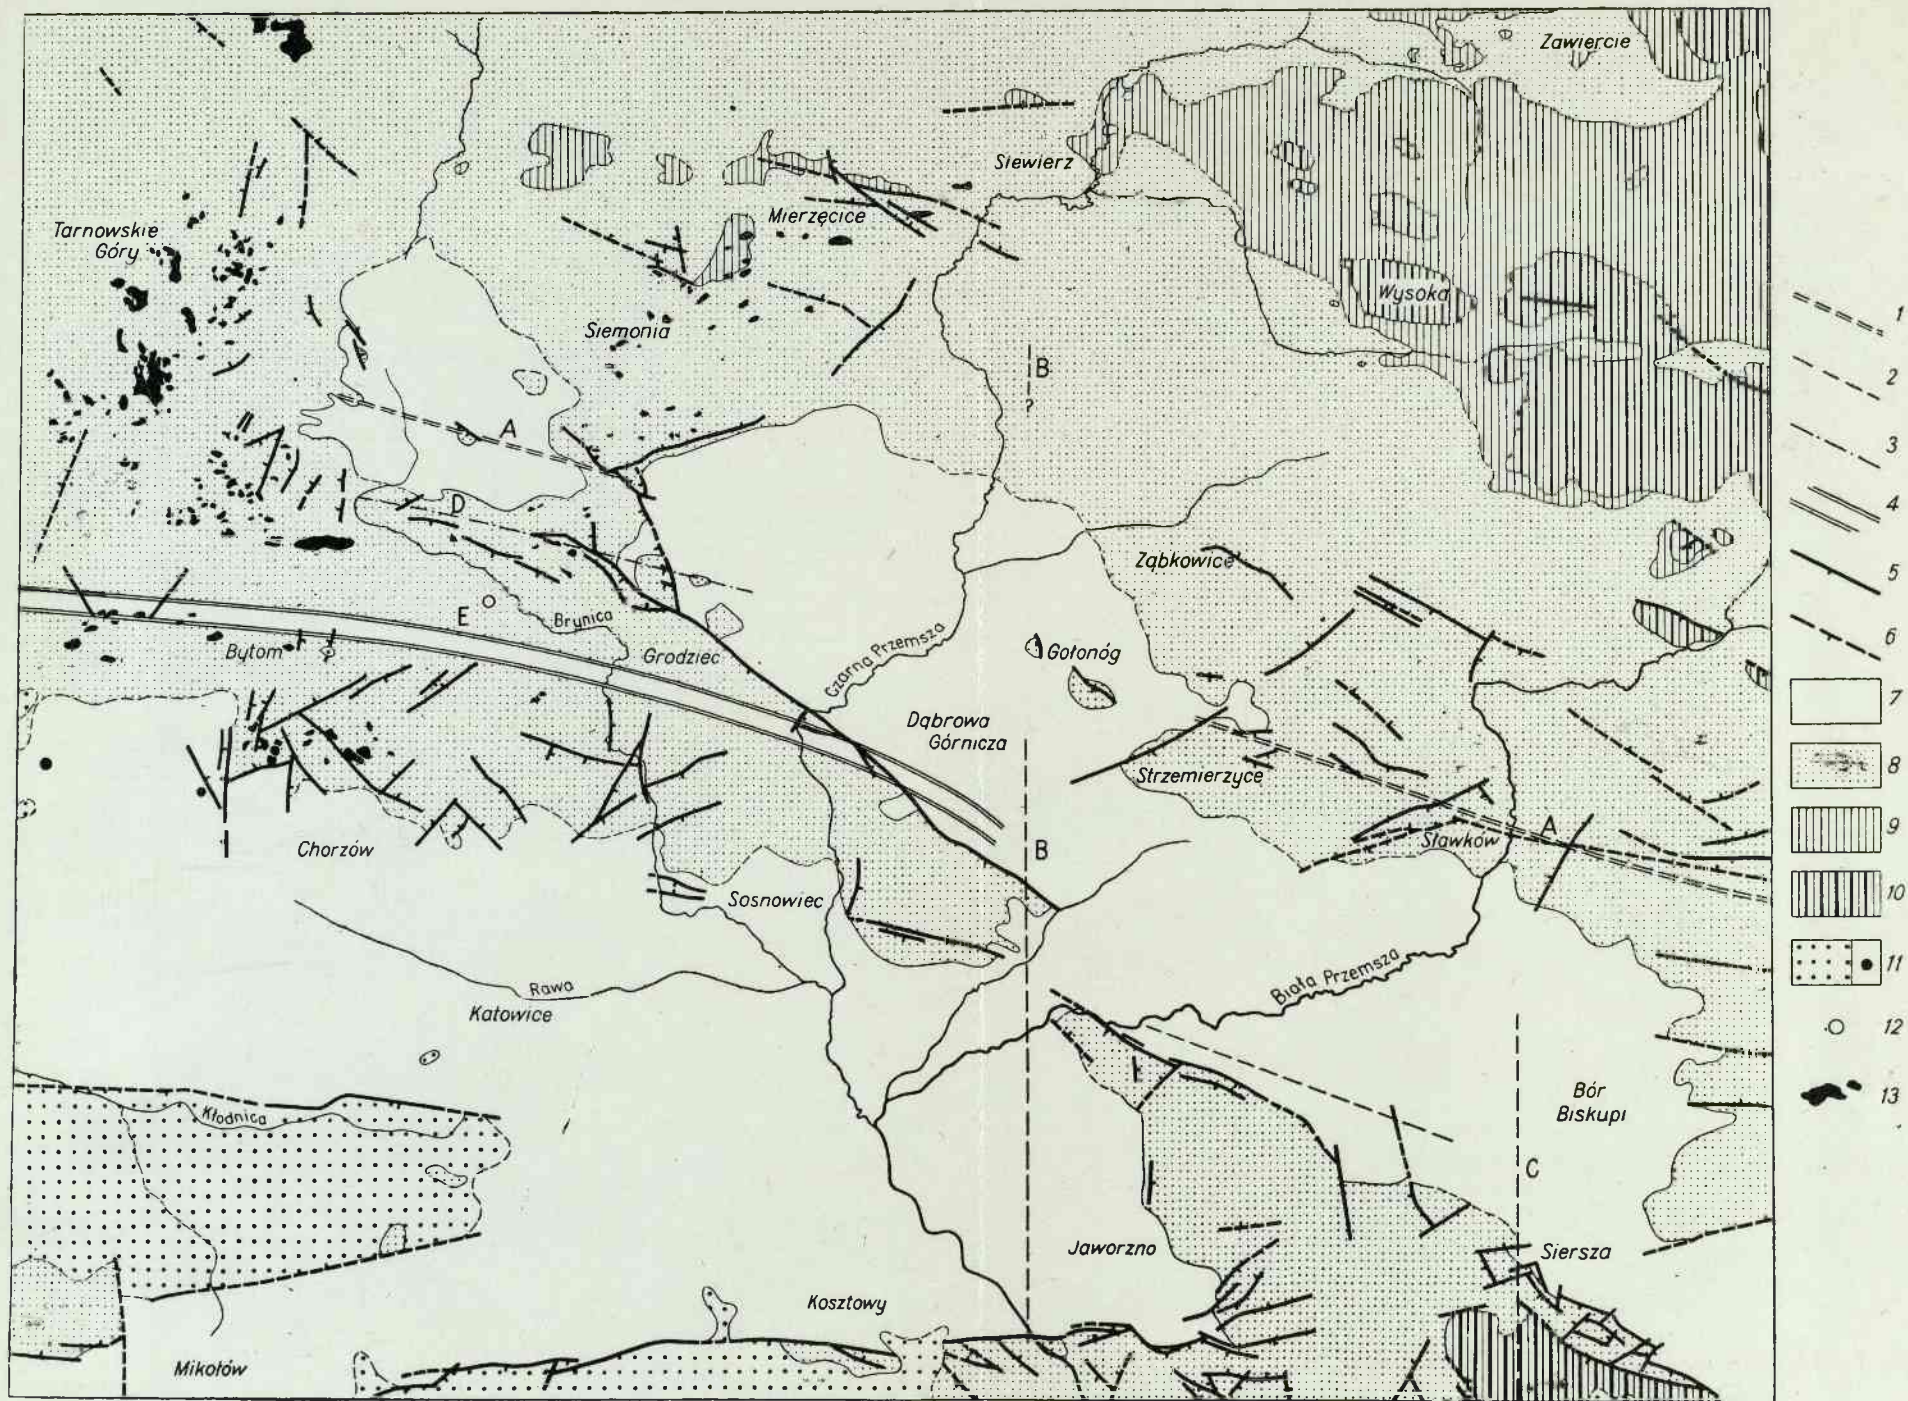 Zawiercie
Siewierz
Mierzęcice
Tarnowskie
Góry
Wysoka
Siemonia
B
?
A
D
Ząbkowice
E
Brynica
Bytom
Grodziec
Czarna Przemsza
Gołonóg
Dąbrowa
Górnicza
Strzemierzyce
A
Sławków
B
Chorzów
Sosnowiec
Biała Przemsza
Rawa
Katowice
Bór
Biskupi
Kłodnica
C
Jaworzno
Siersza
Kosztowy
Mikołów
1
2
3
4
5
6
7
8
9
10
11
12
13